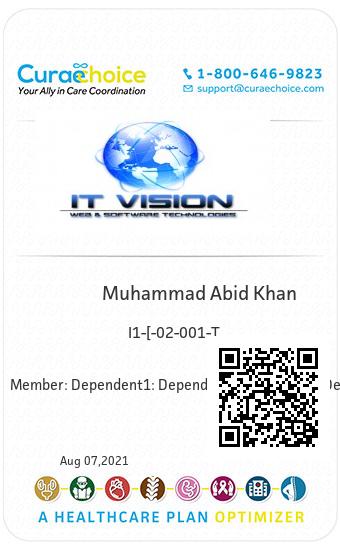 Curaechoice
Your Ally in Care Coordination
1-800-646-9823
support@curaechoice.com
IT VISION
WEB & SOFTWARE TECHNOLOGIES
Muhammad Abid Khan
I1-[-02-001-T
Member: Dependent1: Depend De
Aug 07,2021
A HEALTHCARE PLAN OPTIMIZER